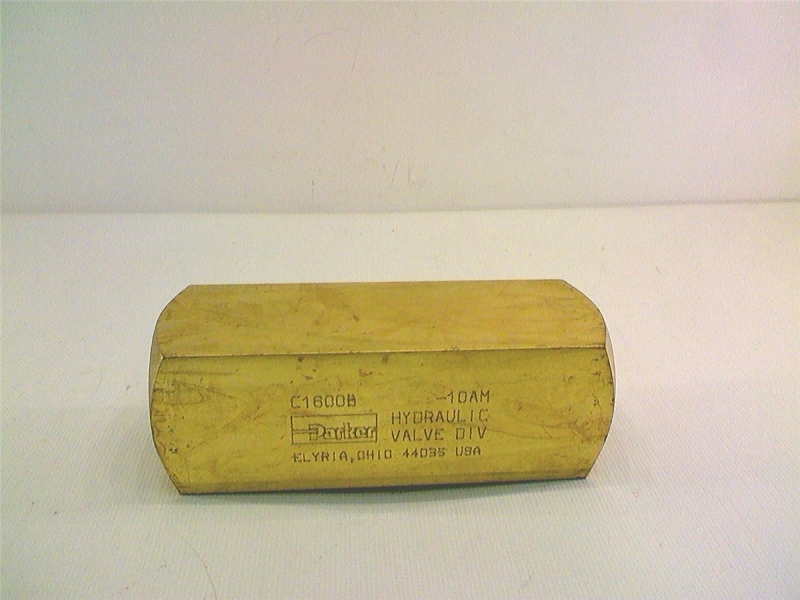 C1600B -10AM
Parker HYDRAULIC
VALVE DIV
ELYRIA, OHIO 44035 USA